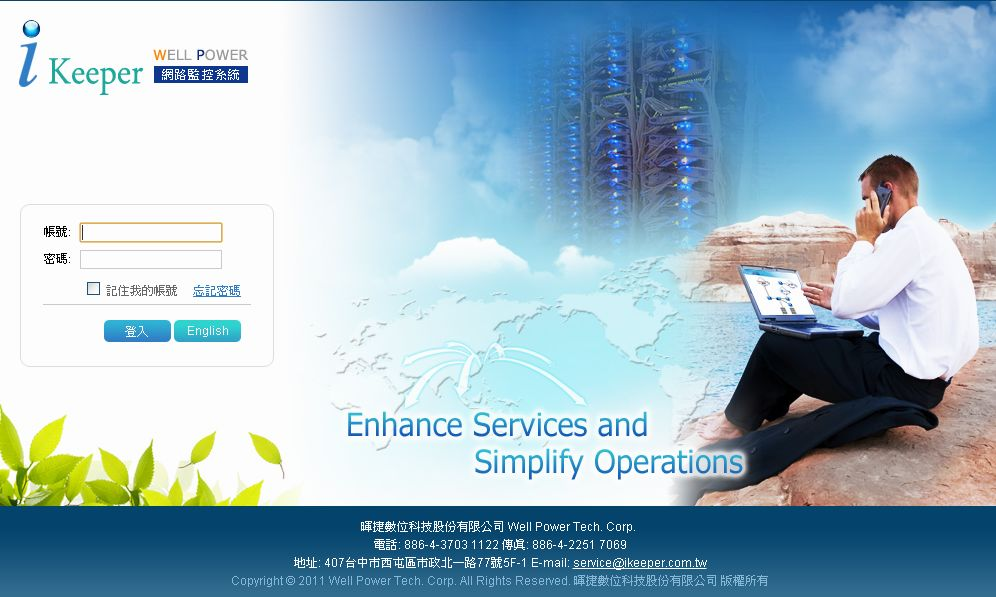 i Keeper
WELL POWER
網路監控系統
帳號:
密碼:
記住我的帳號 忘記密碼
登入 English
Enhance Services and
Simplify Operations
暉捷數位科技股份有限公司 Well Power Tech. Corp.
電話: 886-4-3703 1122 傳真: 886-4-2251 7069
地址: 407台中市西屯區市政北一路77號5F-1 E-mail: service@ikeeper.com.tw
Copyright © 2011 Well Power Tech. Corp. All Rights Reserved. 暉捷數位科技股份有限公司 版權所有